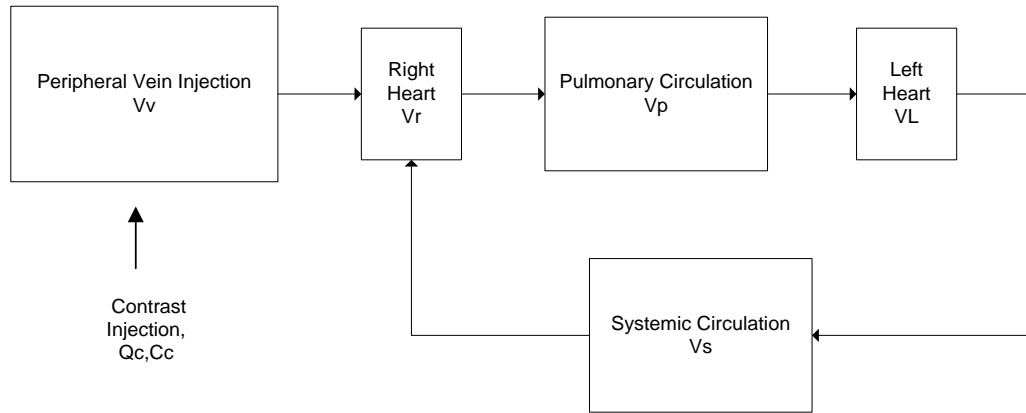 Peripheral Vein Injection
Vv
Right
Heart
Vr
Pulmonary Circulation
Vp
Left
Heart
VL
Contrast
Injection,
Qc,Cc
Systemic Circulation
Vs